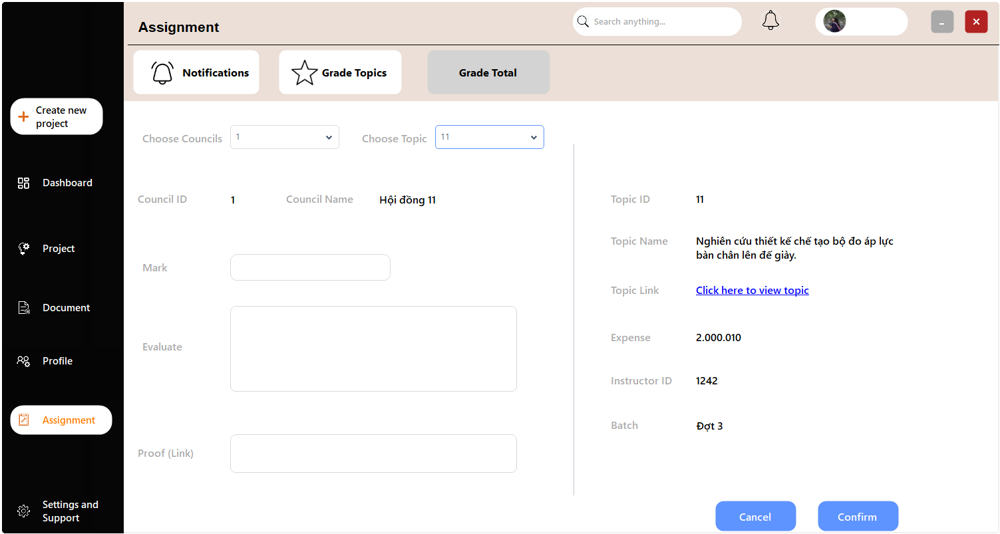 Assignment
Search anything...
Notifications
Grade Topics
Grade Total
Create new
project
Dashboard
Project
Document
Profile
Assignment
Settings and
Support
Choose Councils
1
Choose Topic
11
Council ID
1
Council Name
Hội đồng 11
Mark
Evaluate
Proof (Link)
Topic ID
11
Topic Name
Nghiên cứu thiết kế chế tạo bộ đo áp lực
bàn chân lên đế giày.
Topic Link
Click here to view topic
Expense
2.000.010
Instructor ID
1242
Batch
Đợt 3
Cancel
Confirm